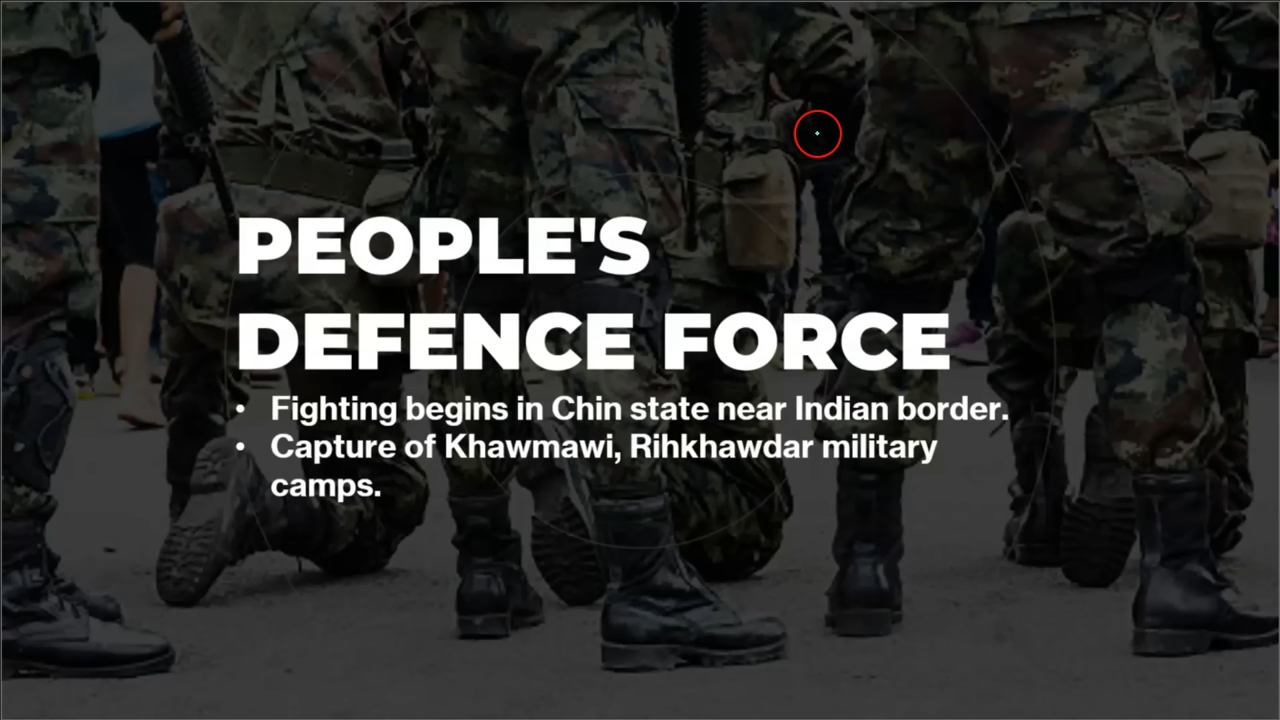 PEOPLE'S
DEFENCE FORCE
• Fighting begins in Chin state near Indian border.
• Capture of Khawmawi, Rihkhawdar military
camps.